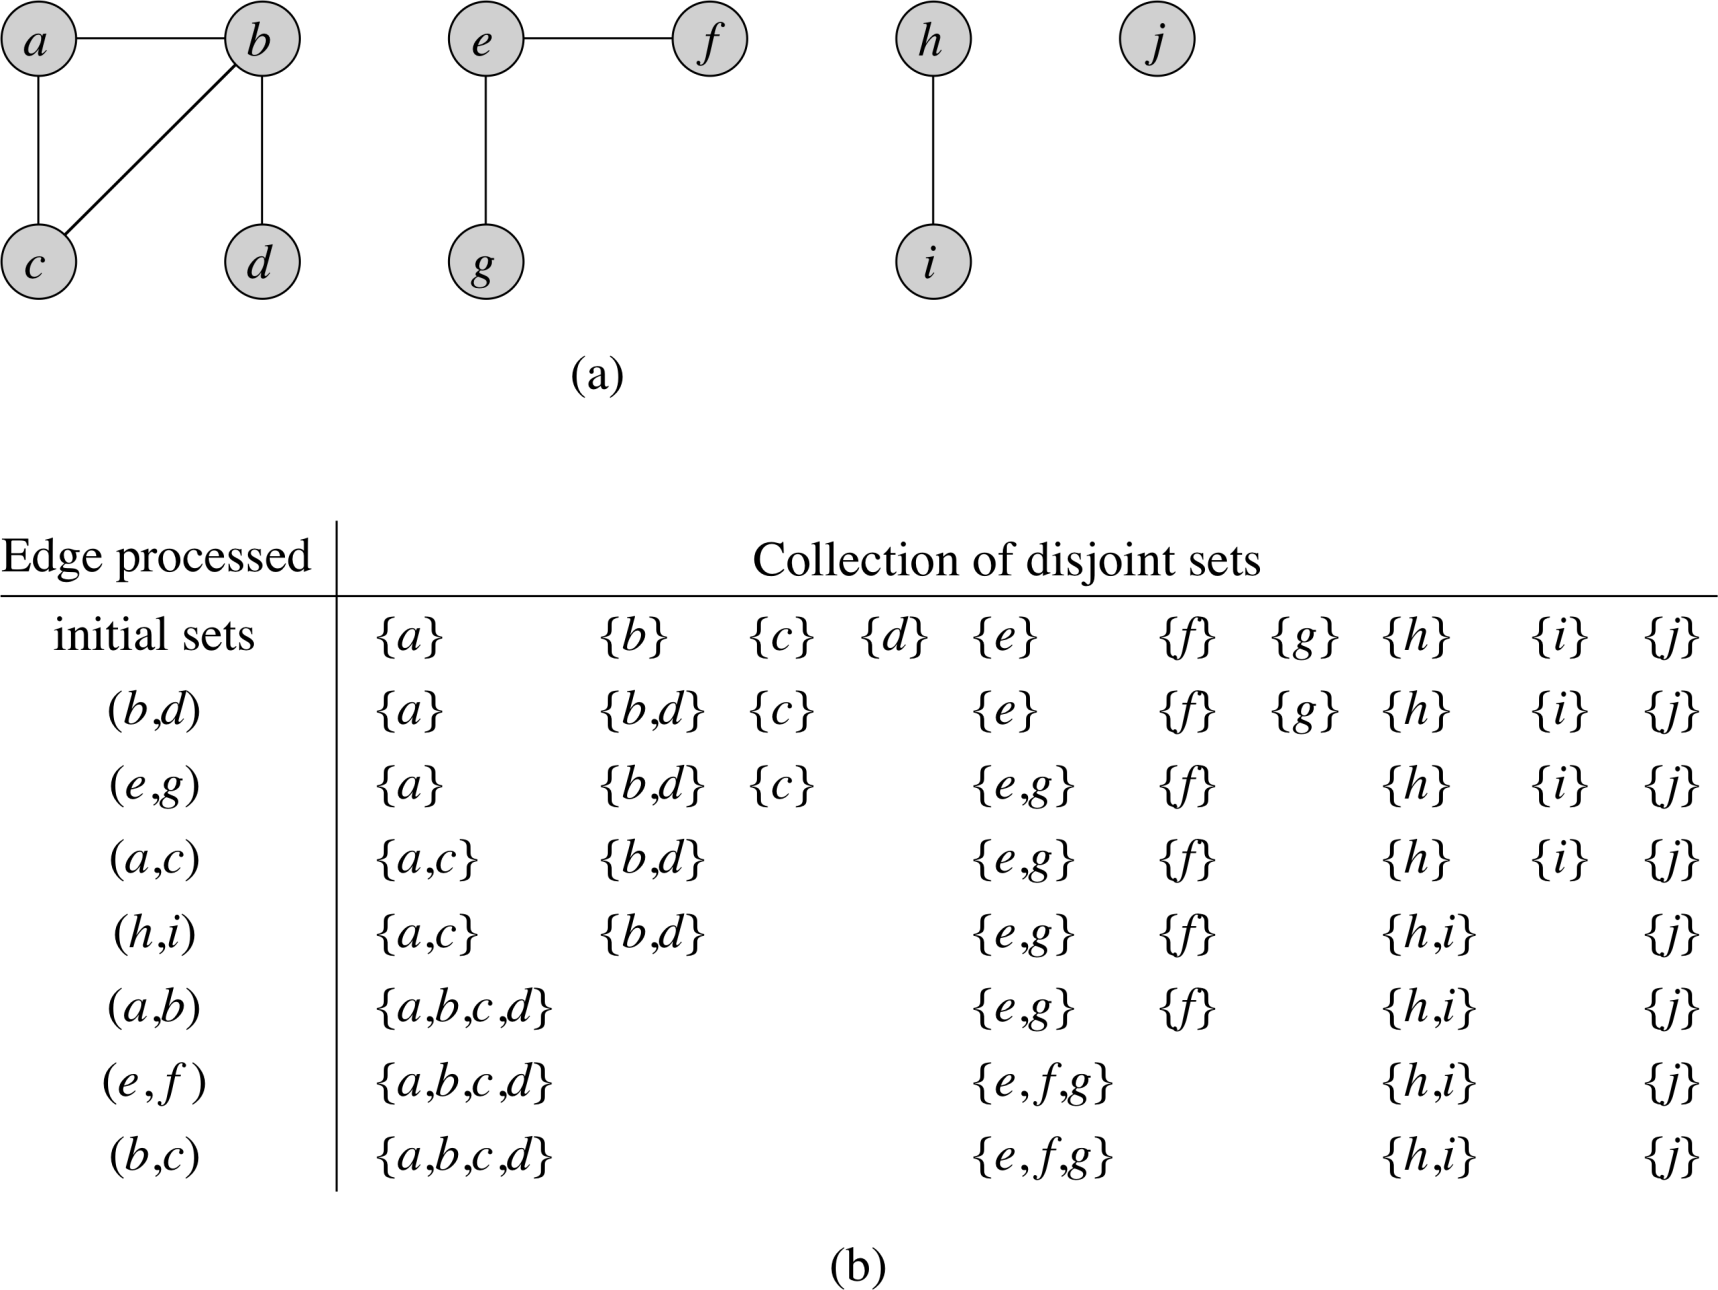 a b e f h j
c d g i
(a)
Edge processed Collection of disjoint sets
initial sets {a} {b} {c} {d} {e} {f} {g} {h} {i} {j}
(b,d) {a} {b,d} {c} {e} {f} {g} {h} {i} {j}
(e,g) {a} {b,d} {c} {e,g} {f} {h} {i} {j}
(a,c) {a,c} {b,d} {e,g} {f} {h} {i} {j}
(h,i) {a,c} {b,d} {e,g} {f} {h,i} {j}
(a,b) {a,b,c,d} {e,g} {f} {h,i} {j}
(e,f) {a,b,c,d} {e,f,g} {h,i} {j}
(b,c) {a,b,c,d} {e,f,g} {h,i} {j}
(b)